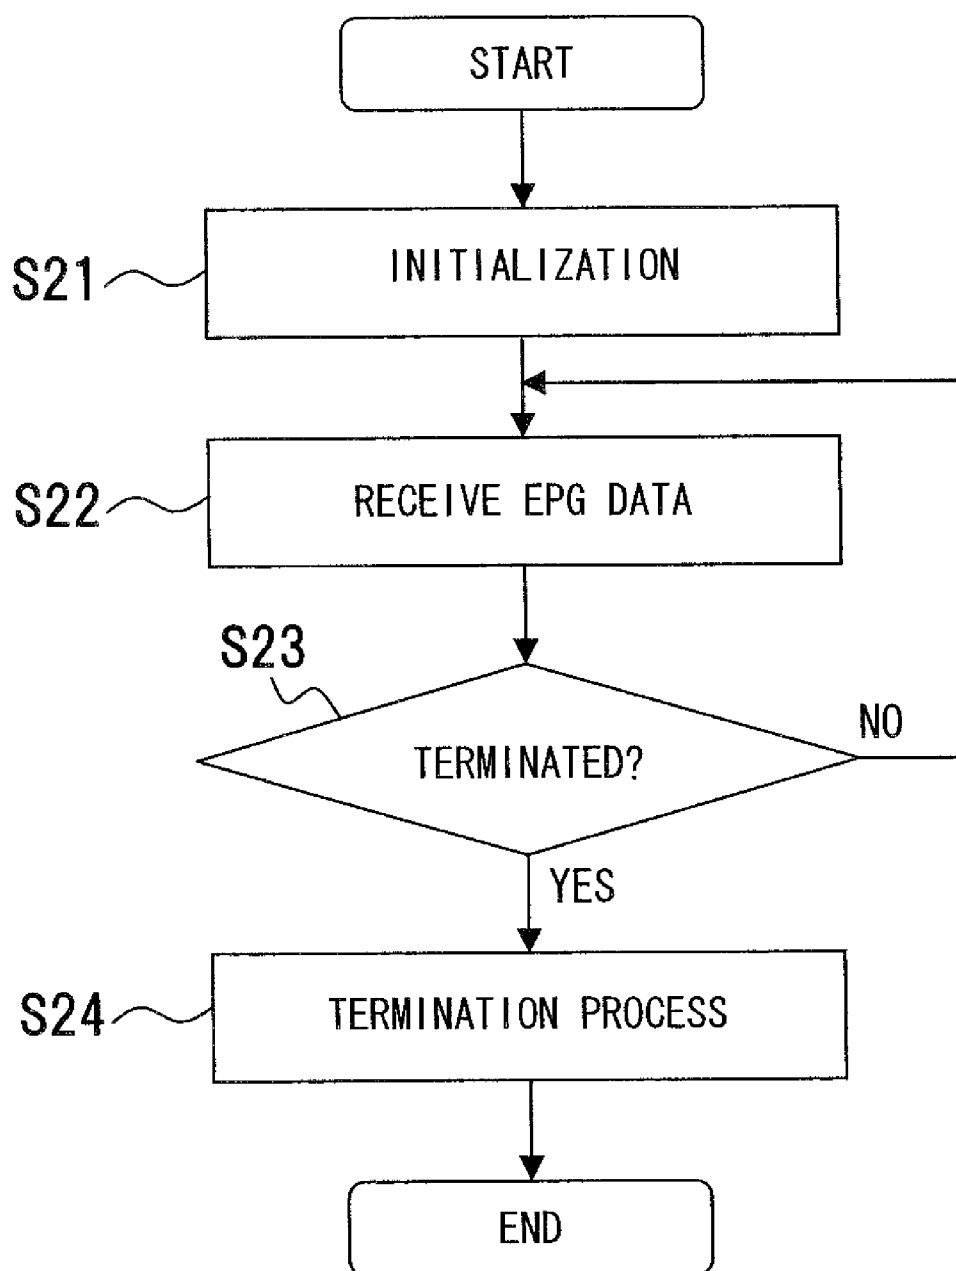 START
S21
INITIALIZATION
S22
RECEIVE EPG DATA
S23
TERMINATED?
NO
YES
S24
TERMINATION PROCESS
END